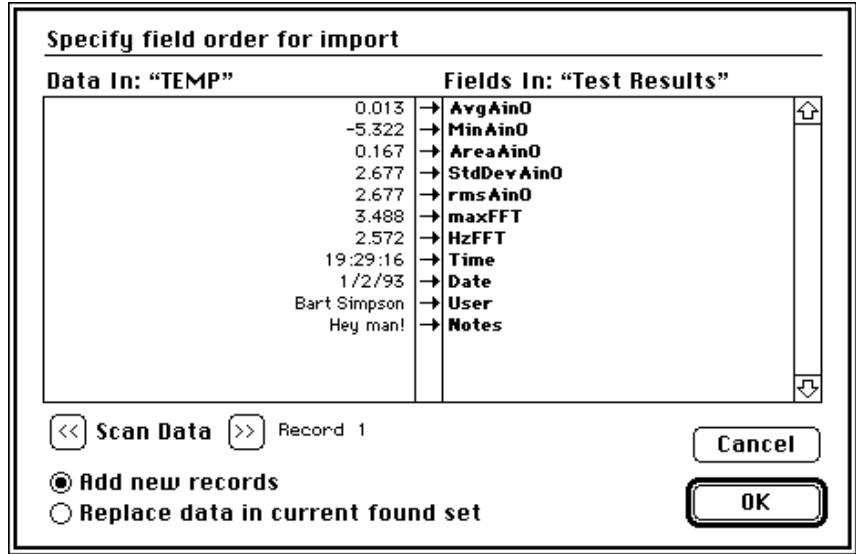 Specify field order for import
Data In: “TEMP” Fields In: “Test Results”
0.013 → AvgAin0
-5.322 → MinAin0
0.167 → AreaAin0
2.677 → StdDevAin0
2.677 → rmsAin0
3.488 → maxFFT
2.572 → HzFFT
19:29:16 → Time
1/2/93 → Date
Bart Simpson → User
Hey man! → Notes
<< Scan Data >> Record 1
Cancel
Add new records
Replace data in current found set
OK